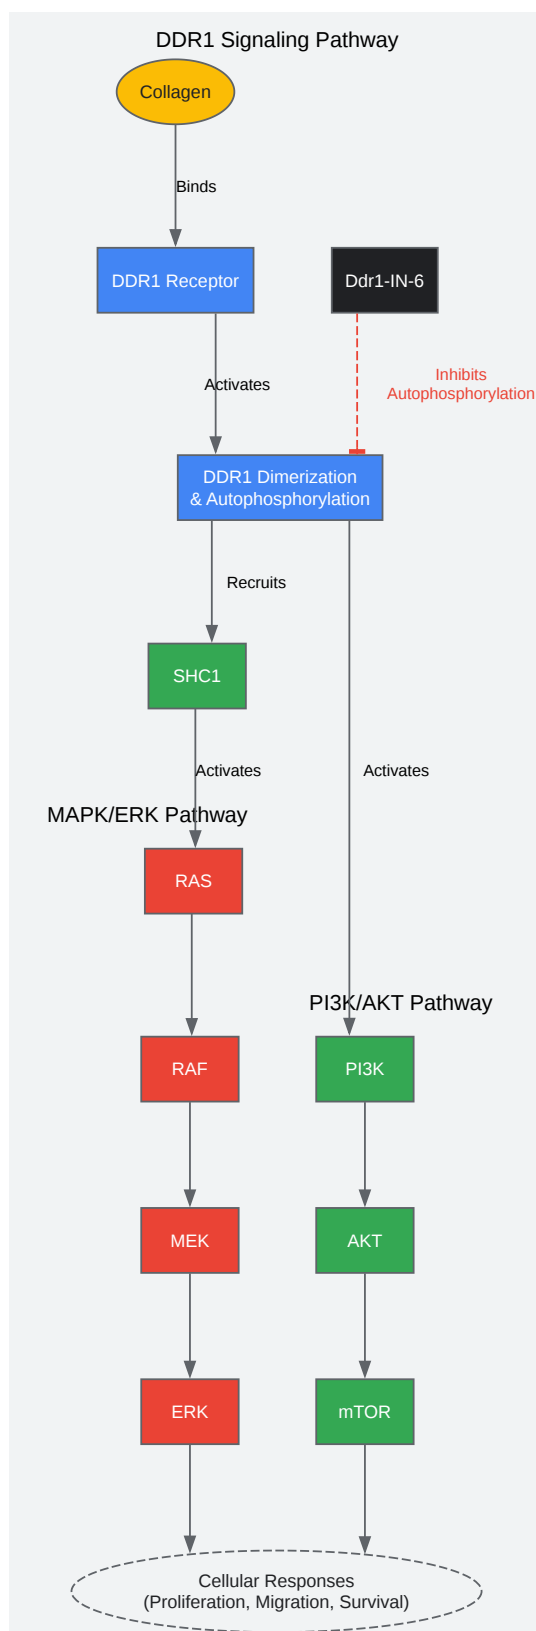 DDR1 Signaling Pathway
Collagen
Binds
DDR1 Receptor
Ddr1-IN-6
Activates
Inhibits
Autophosphorylation
DDR1 Dimerization
& Autophosphorylation
Recruits
SHC1
Activates
Activates
MAPK/ERK Pathway
RAS
PI3K/AKT Pathway
RAF
PI3K
MEK
AKT
ERK
mTOR
Cellular Responses
(Proliferation, Migration, Survival)